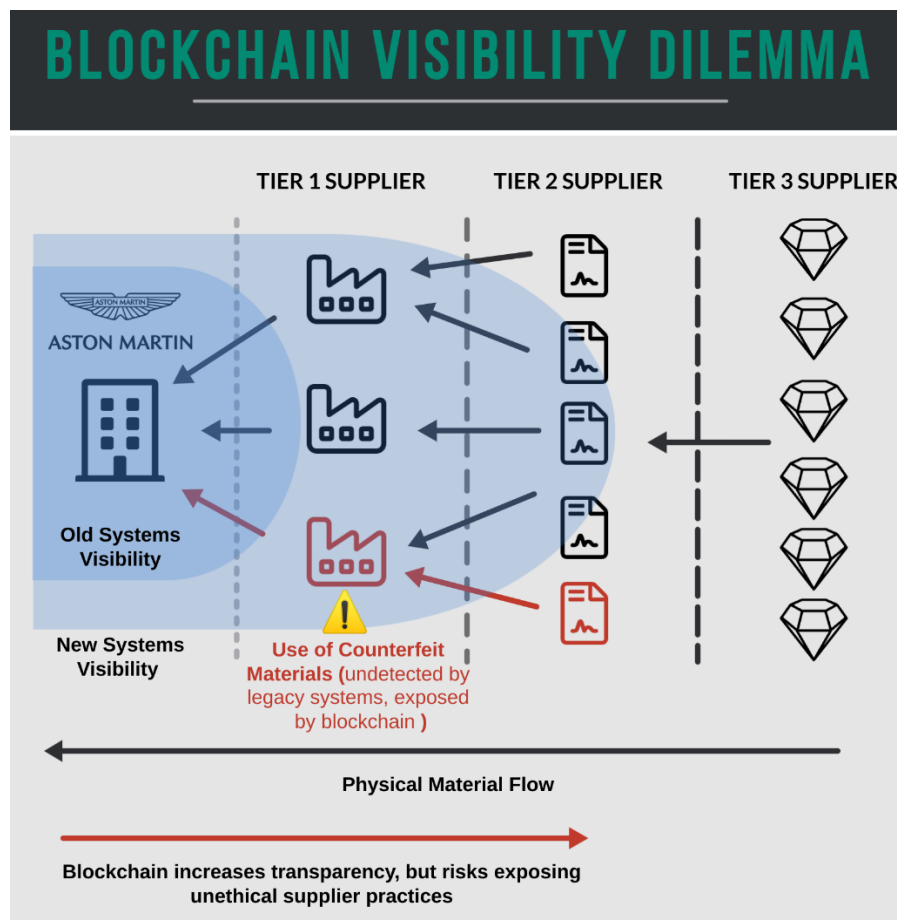 BLOCKCHAIN VISIBILITY DILEMMA
TIER 1 SUPPLIER
TIER 2 SUPPLIER
TIER 3 SUPPLIER
ASTON MARTIN
ASTON MARTIN
Old Systems
Visibility
New Systems
Visibility
Use of Counterfeit
Materials (undetected by
legacy systems, exposed
by blockchain )
Physical Material Flow
Blockchain increases transparency, but risks exposing
unethical supplier practices